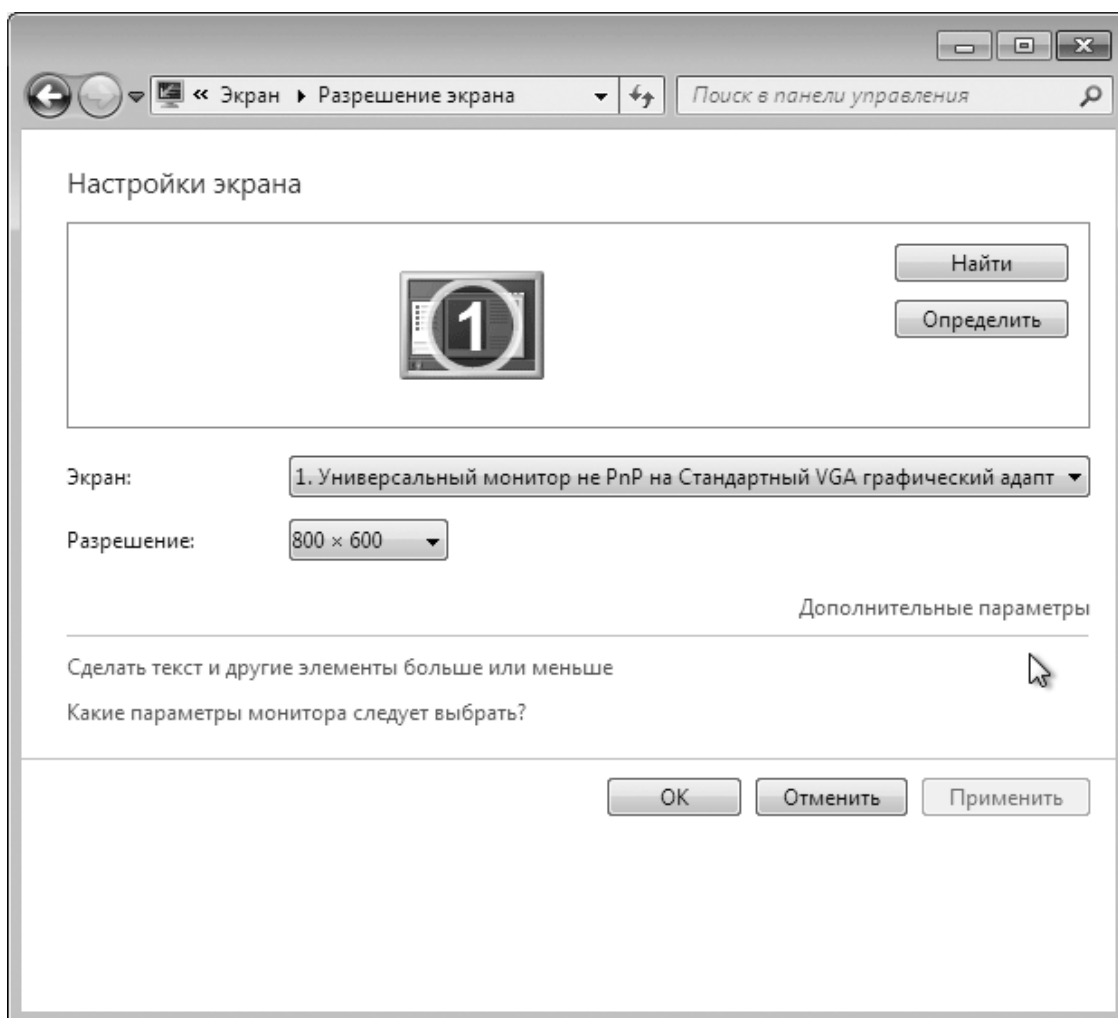 « Экран ▸ Разрешение экрана
Поиск в панели управления
Настройки экрана
1
Найти
Определить
Экран:
1. Универсальный монитор не PnP на Стандартный VGA графический адапт
Разрешение:
800 × 600
Дополнительные параметры
Сделать текст и другие элементы больше или меньше
Какие параметры монитора следует выбрать?
ОК
Отменить
Применить